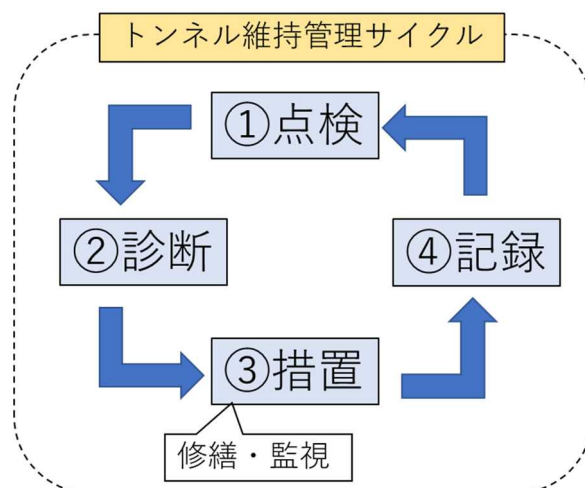 トンネル維持管理サイクル
①点検
②診断
④記録
③措置
修繕・監視